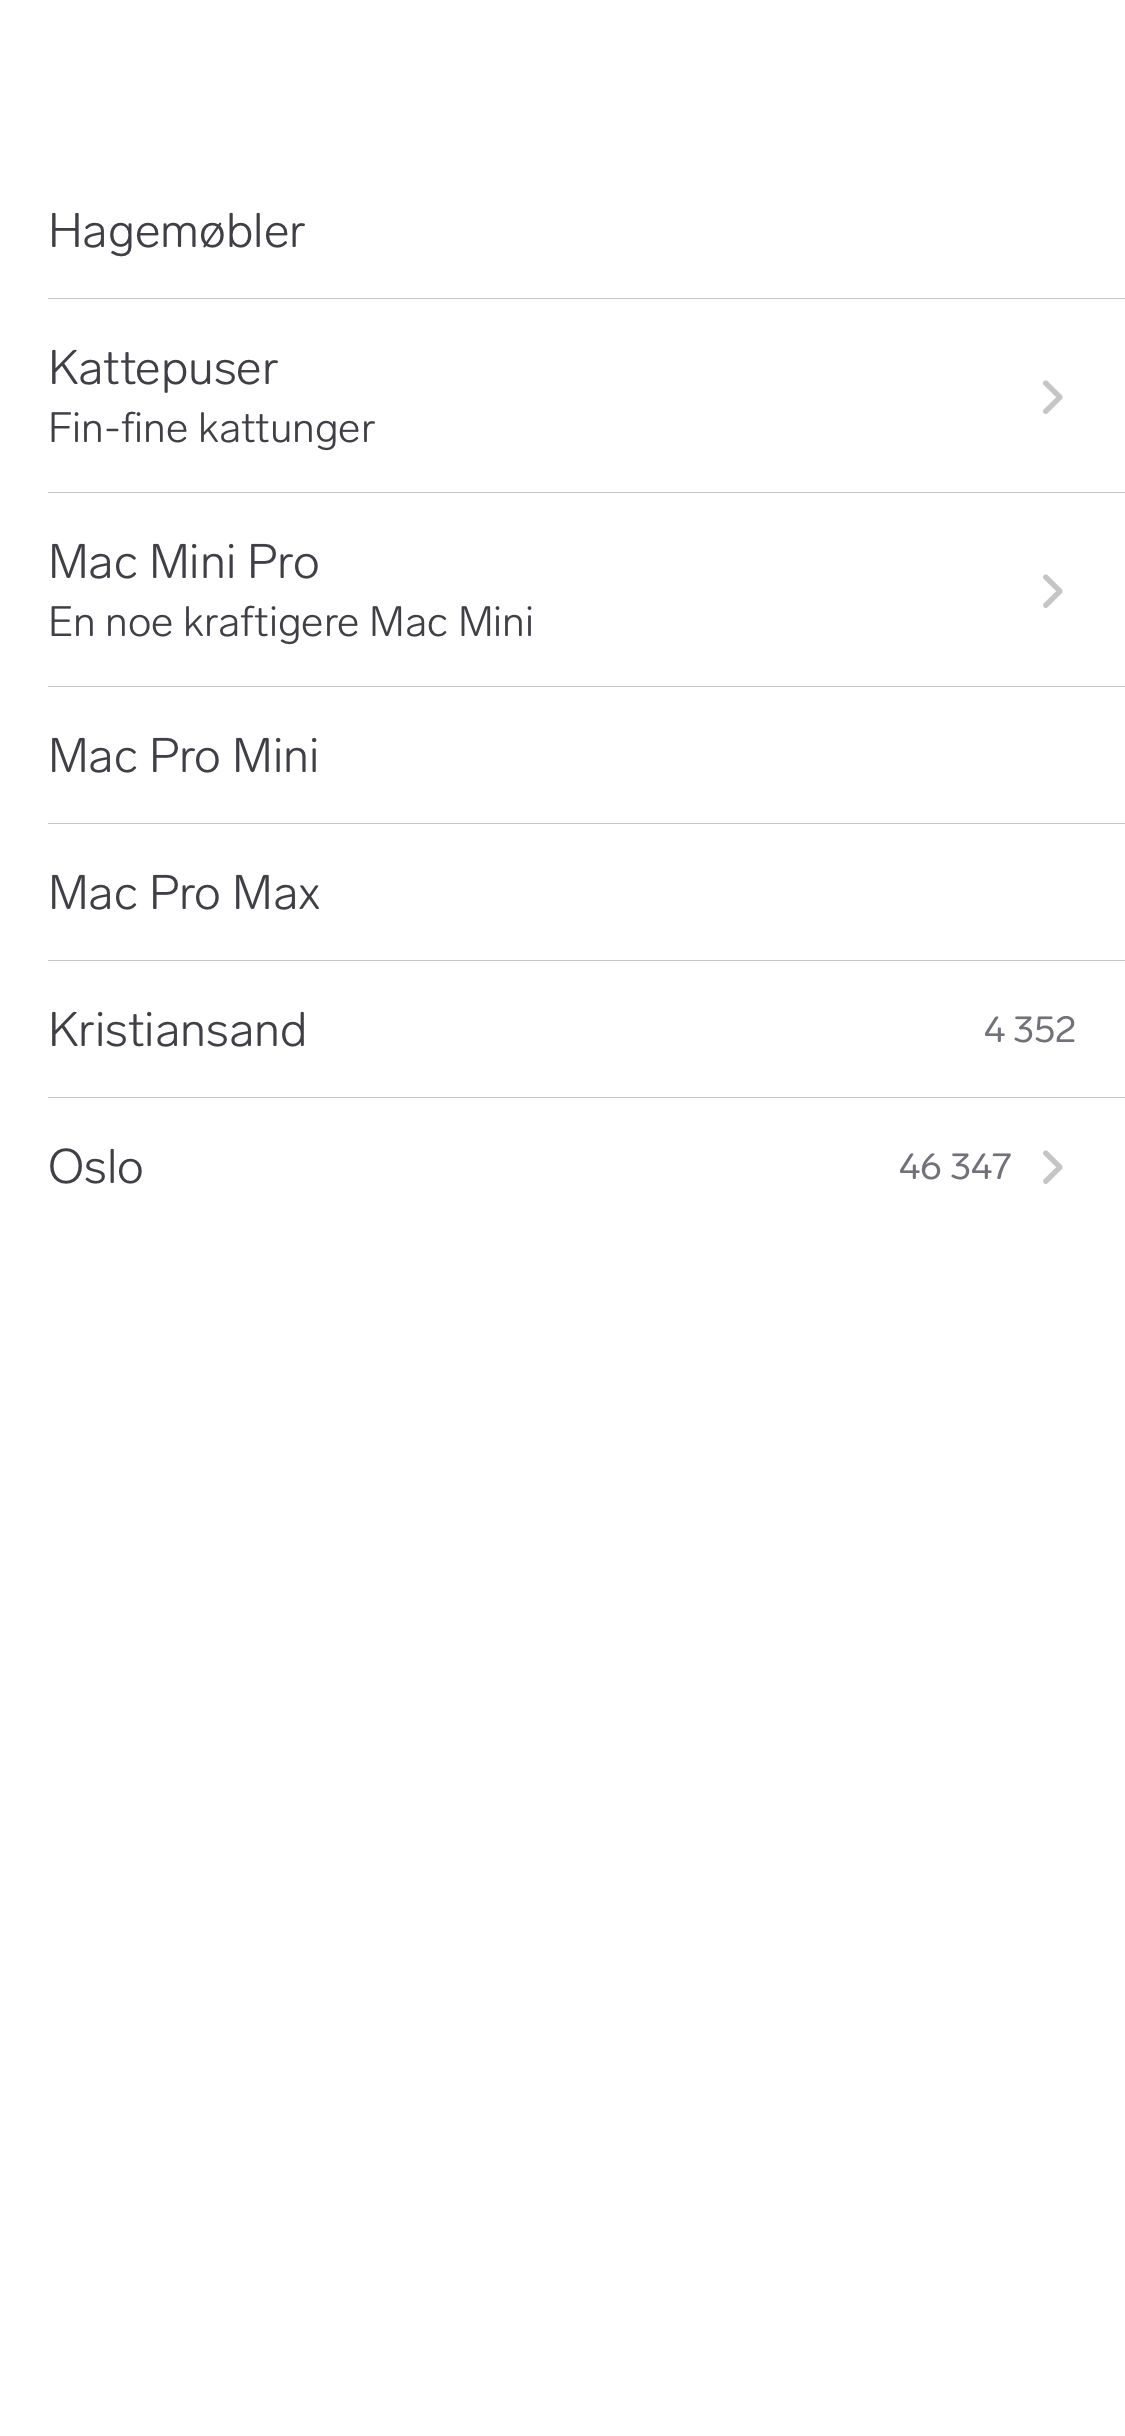 Hagemøbler
Kattepuser
Fin-fine kattunger
Mac Mini Pro
En noe kraftigere Mac Mini
Mac Pro Mini
Mac Pro Max
Kristiansand 4 352
Oslo 46 347